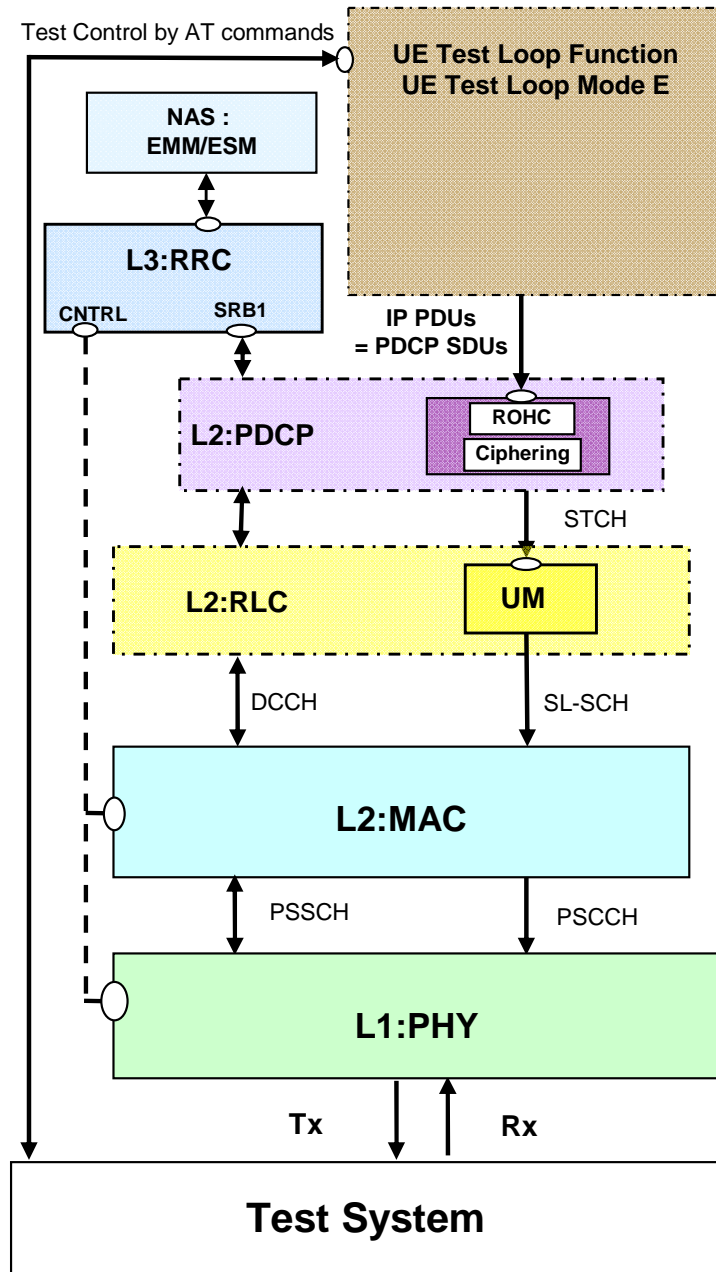 Test Control by AT commands
UE Test Loop Function
UE Test Loop Mode E
NAS :
EMM/ESM
L3:RRC
CNTRL
SRB1
IP PDUs
= PDCP SDUs
L2:PDCP
ROHC
Ciphering
STCH
L2:RLC
UM
DCCH
SL-SCH
L2:MAC
PSSCH
PSCCH
L1:PHY
Tx
Rx
Test System